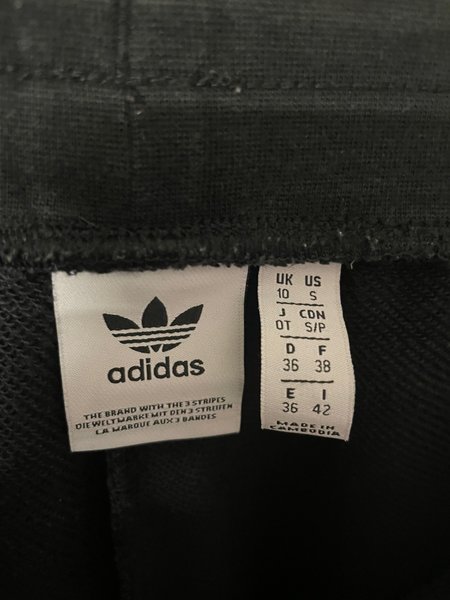 adidas
THE BRAND WITH THE 3 STRIPES
DIE WELTMARKE MIT DEN 3 STREIFEN
LA MARQUE AUX 3 BANDES
UK US
10 S
J CDN
OT S/P
D F
36 38
E I
36 42
MADE IN
CAMBODIA